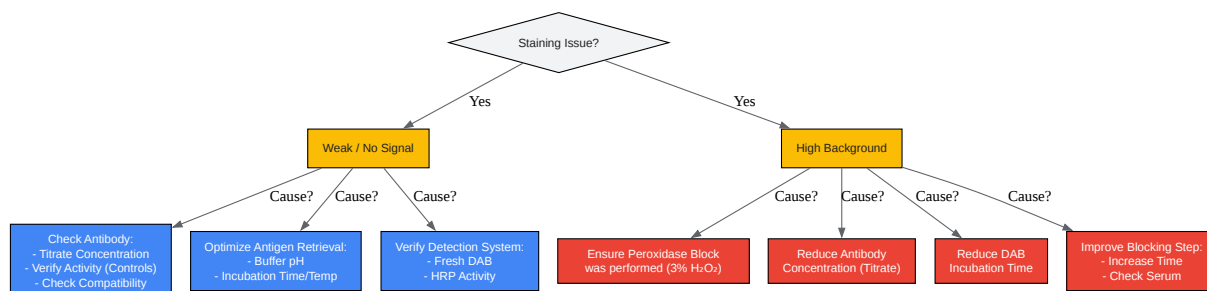 Staining Issue?
Yes
Yes
Weak / No Signal
High Background
Cause?
Cause?
Cause?
Cause?
Cause?
Cause?
Cause?
Check Antibody:
- Titrate Concentration
- Verify Activity (Controls)
- Check Compatibility
Optimize Antigen Retrieval:
- Buffer pH
- Incubation Time/Temp
Verify Detection System:
- Fresh DAB
- HRP Activity
Ensure Peroxidase Block
was performed (3% H₂O₂)
Reduce Antibody
Concentration (Titrate)
Reduce DAB
Incubation Time
Improve Blocking Step:
- Increase Time
- Check Serum